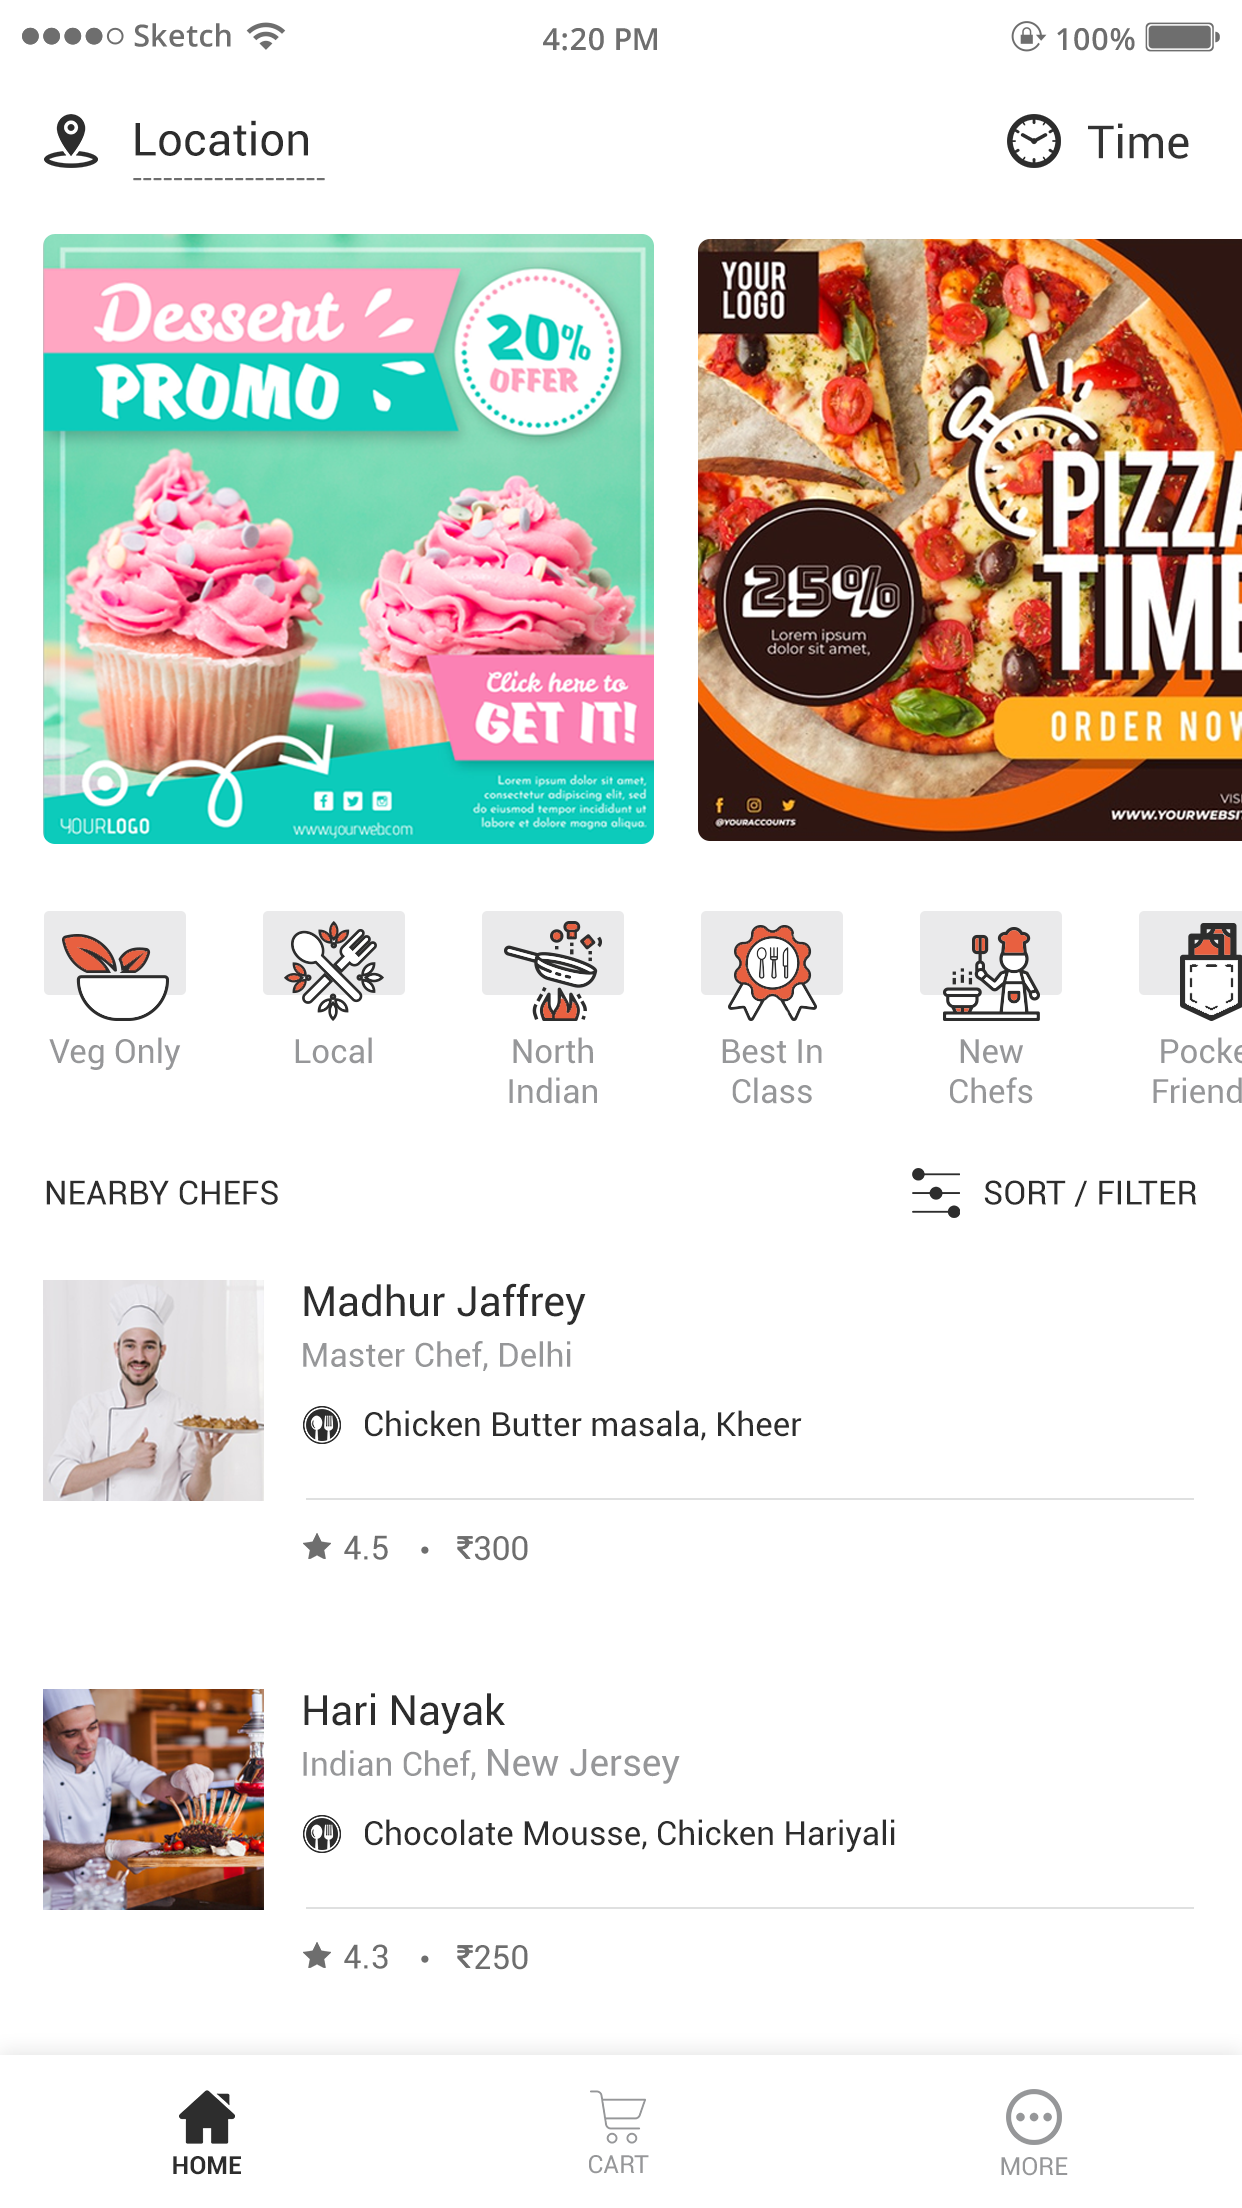 Sketch
4:20 PM
100%
Location
Time
Dessert
PROMO
20%
OFFER
Click here to
GET IT!
YOURLOGO
www.yourweb.com
Lorem ipsum dolor sit amet,
consectetur adipiscing elit, sed
do eiusmod tempor incididunt ut
labore et dolore magna aliqua.
YOUR
LOGO
PIZZA
TIME
25%
Lorem ipsum
dolor sit amet,
ORDER NOW
@YOURACCOUNTS
VISI
WWW.YOURWEBSIT
Veg Only
Local
North
Indian
Best In
Class
New
Chefs
Pocke
Friend
NEARBY CHEFS
SORT / FILTER
Madhur Jaffrey
Master Chef, Delhi
Chicken Butter masala, Kheer
4.5 • ₹300
Hari Nayak
Indian Chef, New Jersey
Chocolate Mousse, Chicken Hariyali
4.3 • ₹250
HOME
CART
MORE